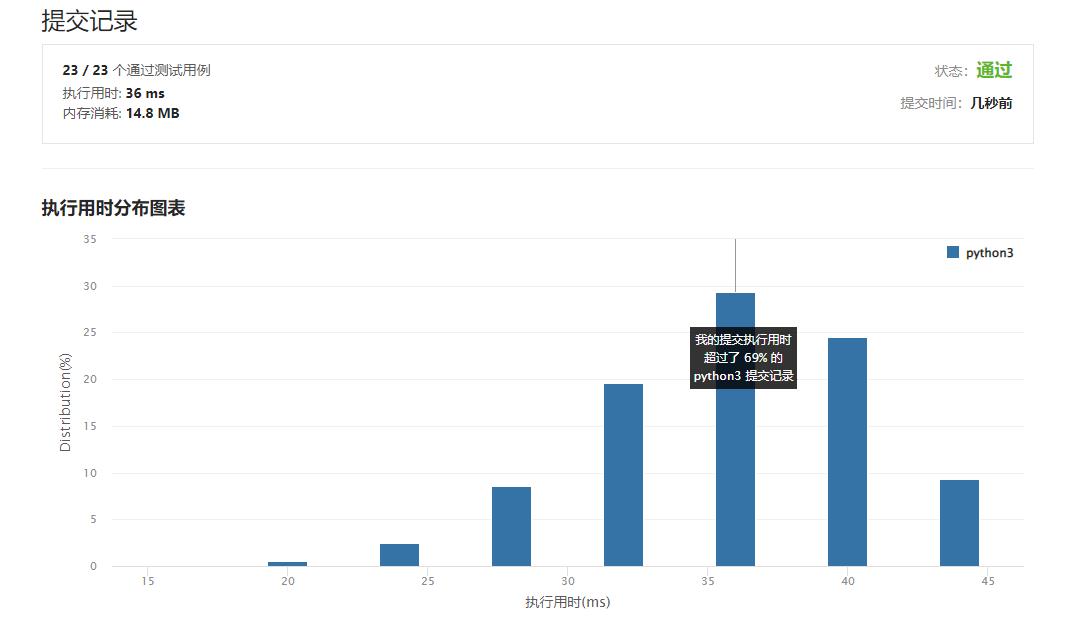 提交记录
23 / 23 个通过测试用例
状态：通过
执行用时: 36 ms
提交时间：几秒前
内存消耗: 14.8 MB
执行用时分布图表
35
python3
30
25
我的提交执行用时
超过了 69% 的
python3 提交记录
20
15
10
5
0
Distribution(%)
15 20 25 30 35 40 45
执行用时(ms)